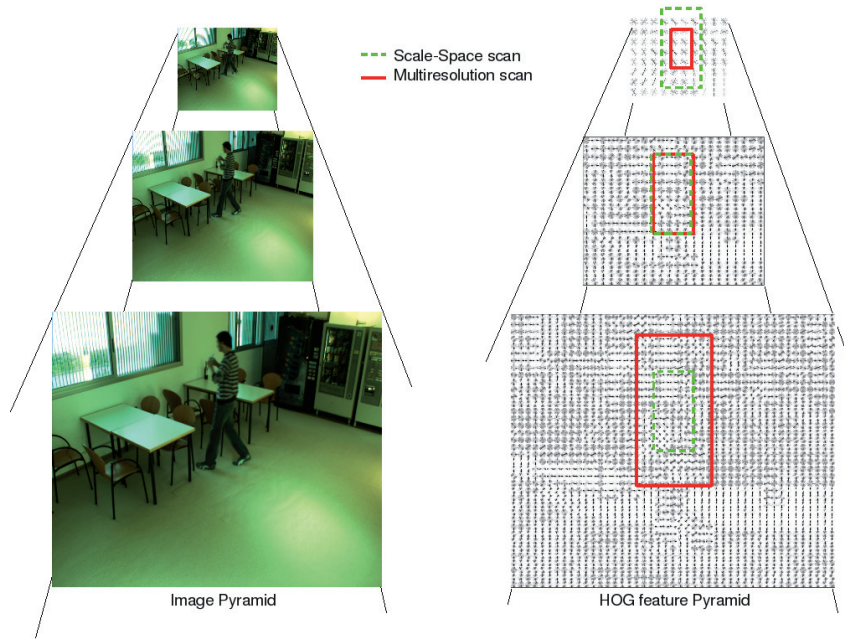 Scale-Space scan
Multiresolution scan
Image Pyramid
HOG feature Pyramid